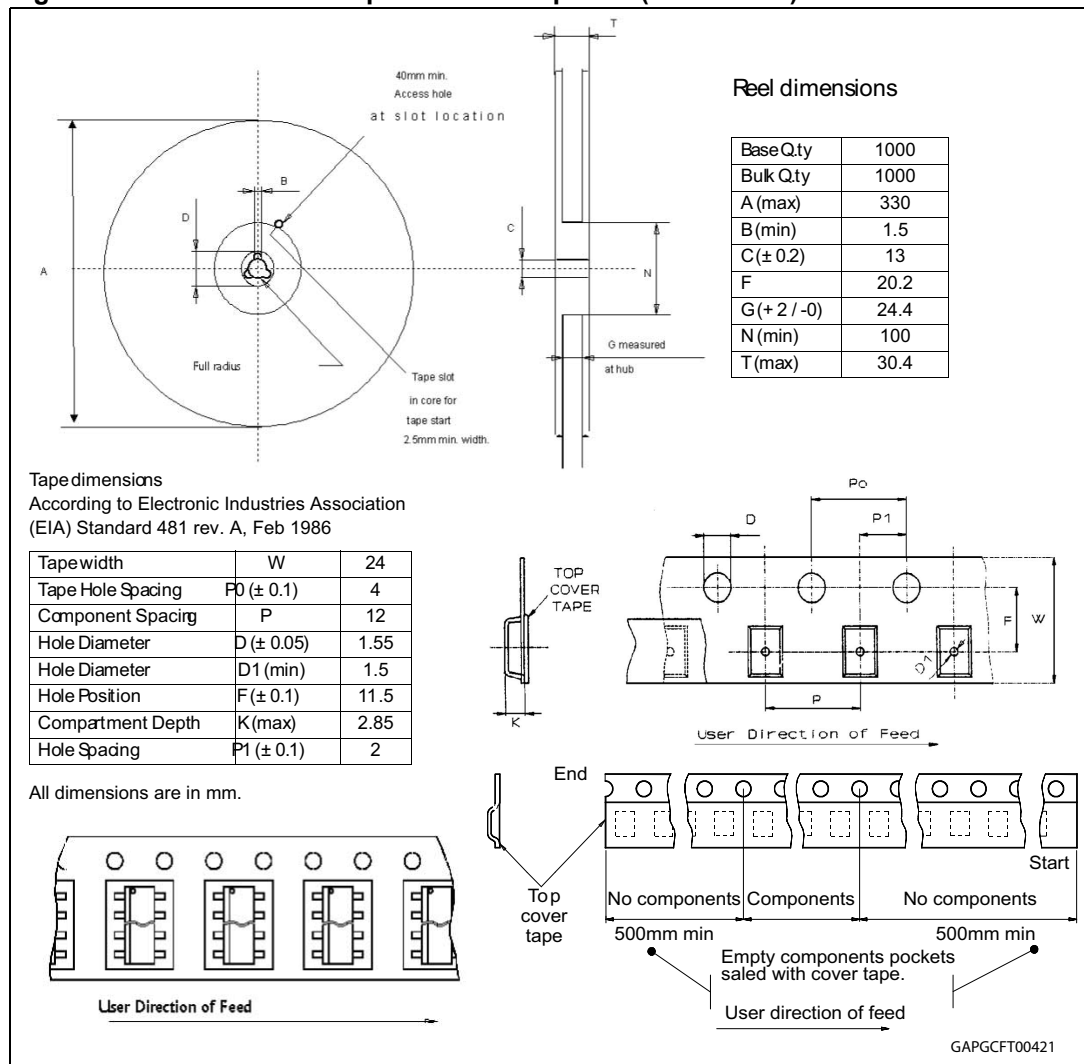 T
40mm min.
Access hole
at slot location
B
D
C
A
N
G measured
at hub
Full radius
Tape slot
in core for
tape start
2.5mm min. width.
Reel dimensions
Base Q.ty 1000
Bulk Q.ty 1000
A (max) 330
B (min) 1.5
C (± 0.2) 13
F 20.2
G (+ 2 / -0) 24.4
N (min) 100
T (max) 30.4
Tape dimensions
According to Electronic Industries Association
(EIA) Standard 481 rev. A, Feb 1986
Tape width W 24
Tape Hole Spacing P0 (± 0.1) 4
Component Spacing P 12
Hole Diameter D (± 0.05) 1.55
Hole Diameter D1 (min) 1.5
Hole Position F (± 0.1) 11.5
Compartment Depth K (max) 2.85
Hole Spacing P1 (± 0.1) 2
All dimensions are in mm.
Po
D
P1
TOP
COVER
TAPE
F
W
D1
K
P
User Direction of Feed
End
Start
Top
cover
tape
No components Components No components
500mm min 500mm min
Empty components pockets
saled with cover tape.
User direction of feed
User Direction of Feed
GAPGCFT00421